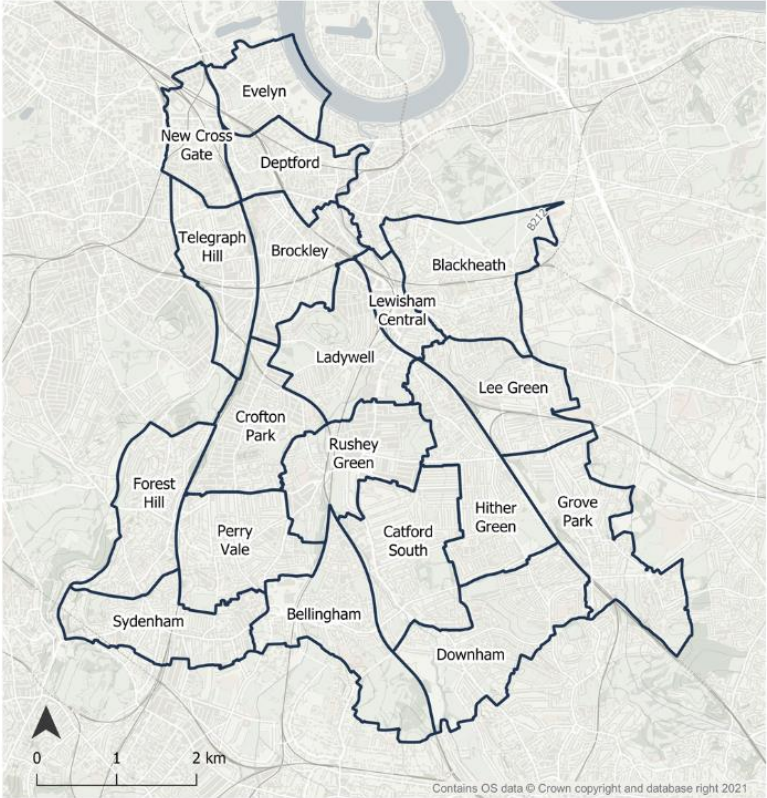 Evelyn
New Cross
Gate
Deptford
Telegraph
Hill
Brockley
B212
Blackheath
Lewisham
Central
Ladywell
Lee Green
Crofton
Park
Rushey
Green
Forest
Hill
Hither
Green
Grove
Park
Perry
Vale
Catford
South
Sydenham
Bellingham
Downham
0 1 2 km
Contains OS data © Crown copyright and database right 2021